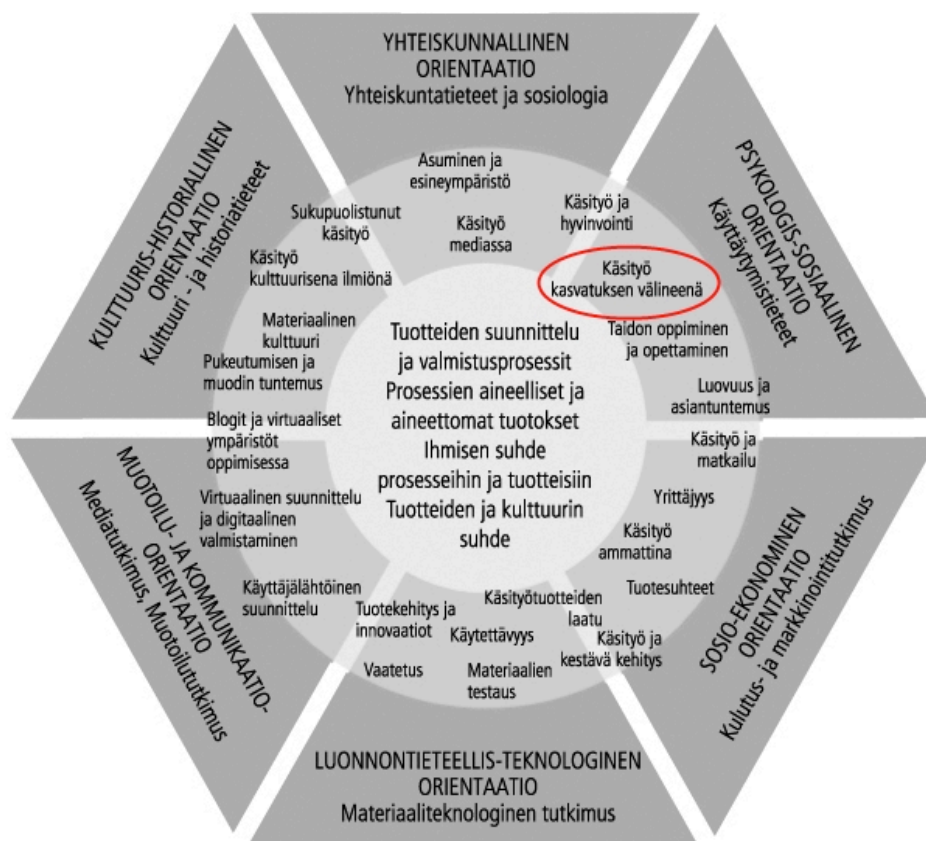 YHTEISKUNNALLINEN
ORIENTAATIO
Yhteiskuntatieteet ja sosiologia
PSYKOLOGIS-SOSIAALINEN
ORIENTAATIO
Käyttäytymistieteet
SOSIO-EKONOMINEN
ORIENTAATIO
Kulutus- ja markkinointitutkimus
LUONNONTIETEELLIS-TEKNOLOGINEN
ORIENTAATIO
Materiaaliteknologinen tutkimus
MUOTOILU- JA KOMMUNIKAATIO-
ORIENTAATIO
Mediatutkimus, Muotoilututkimus
KULTTUURIS-HISTORIALLINEN
ORIENTAATIO
Kulttuuri - ja historiatieteet
Asuminen ja
esineympäristö
Käsityö
mediassa
Käsityö ja
hyvinvointi
Käsityö
kasvatuksen välineenä
Taidon oppiminen
ja opettaminen
Luovuus ja
asiantuntemus
Käsityö ja
matkailu
Yrittäjyys
Käsityö
ammattina
Tuotesuhteet
Käsityötuotteiden
laatu
Käsityö ja
kestävä kehitys
Käytettävyys
Materiaalien
testaus
Tuotekehitys ja
innovaatiot
Vaatetus
Käyttäjälähtöinen
suunnittelu
Virtuaalinen suunnittelu
ja digitaalinen
valmistaminen
Blogit ja virtuaaliset
ympäristöt
oppimisessa
Pukeutumisen ja
muodin tuntemus
Materiaalinen
kulttuuri
Käsityö
kulttuurisena ilmiönä
Sukupuolistunut
käsityö
Tuotteiden suunnittelu
ja valmistusprosessit
Prosessien aineelliset ja
aineettomat tuotokset
Ihmisen suhde
prosesseihin ja tuotteisiin
Tuotteiden ja kulttuurin
suhde